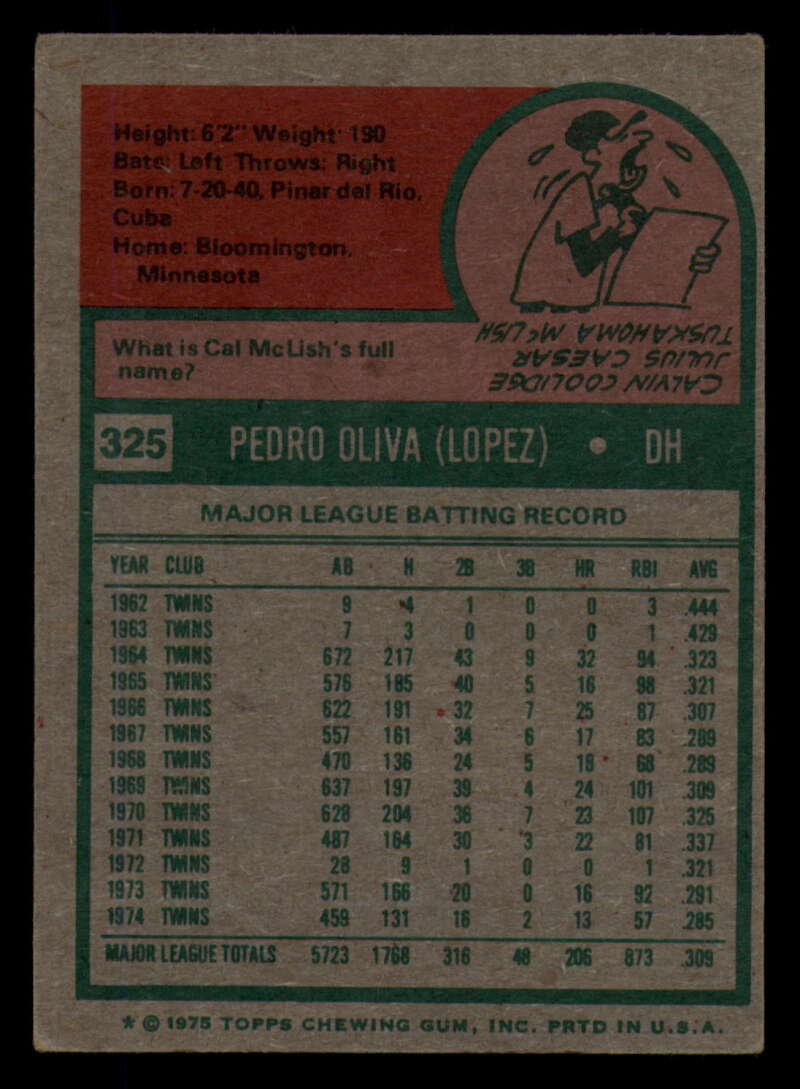 Height: 6'2" Weight: 190
Bats: Left Throws: Right
Born: 7-20-40, Pinar del Rio,
Cuba
Home: Bloomington,
Minnesota
What is Cal McLish's full
name?
CALVIN COOLIDGE
JULIUS CAESAR
TUSKAHOMA McLISH
325 PEDRO OLIVA (LOPEZ) • DH
MAJOR LEAGUE BATTING RECORD
YEAR CLUB AB H 2B 3B HR RBI AVG
1962 TWINS 9 4 1 0 0 3 .444
1963 TWINS 7 3 0 0 0 1 .429
1964 TWINS 672 217 43 9 32 94 .323
1965 TWINS 576 185 40 5 16 98 .321
1966 TWINS 622 191 32 7 25 87 .307
1967 TWINS 557 161 34 6 17 83 .289
1968 TWINS 470 136 24 5 18 68 .289
1969 TWINS 637 197 39 4 24 101 .309
1970 TWINS 628 204 36 7 23 107 .325
1971 TWINS 487 164 30 3 22 81 .337
1972 TWINS 28 9 1 0 0 1 .321
1973 TWINS 571 166 20 0 16 92 .291
1974 TWINS 459 131 16 2 13 57 .285
MAJOR LEAGUE TOTALS 5723 1768 316 48 206 873 .309
* © 1975 TOPPS CHEWING GUM, INC. PRTD IN U.S.A.